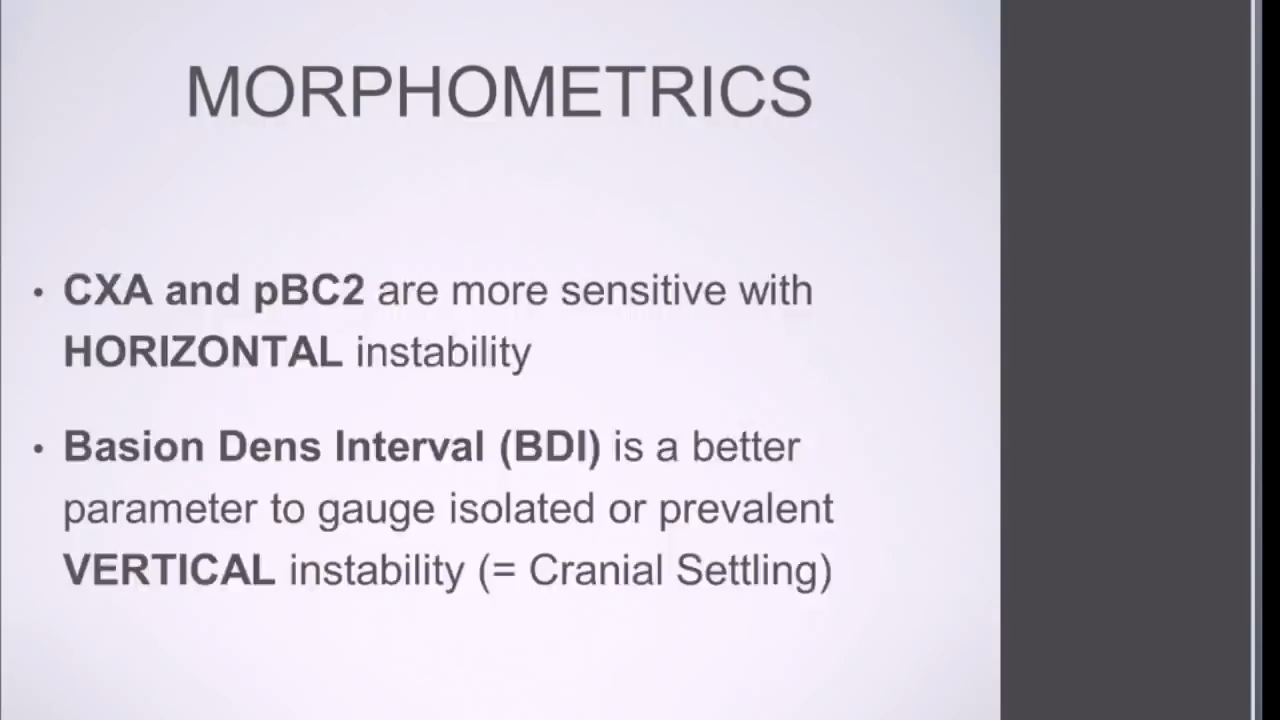 MORPHOMETRICS
• CXA and pBC2 are more sensitive with
HORIZONTAL instability
• Basion Dens Interval (BDI) is a better
parameter to gauge isolated or prevalent
VERTICAL instability (= Cranial Settling)